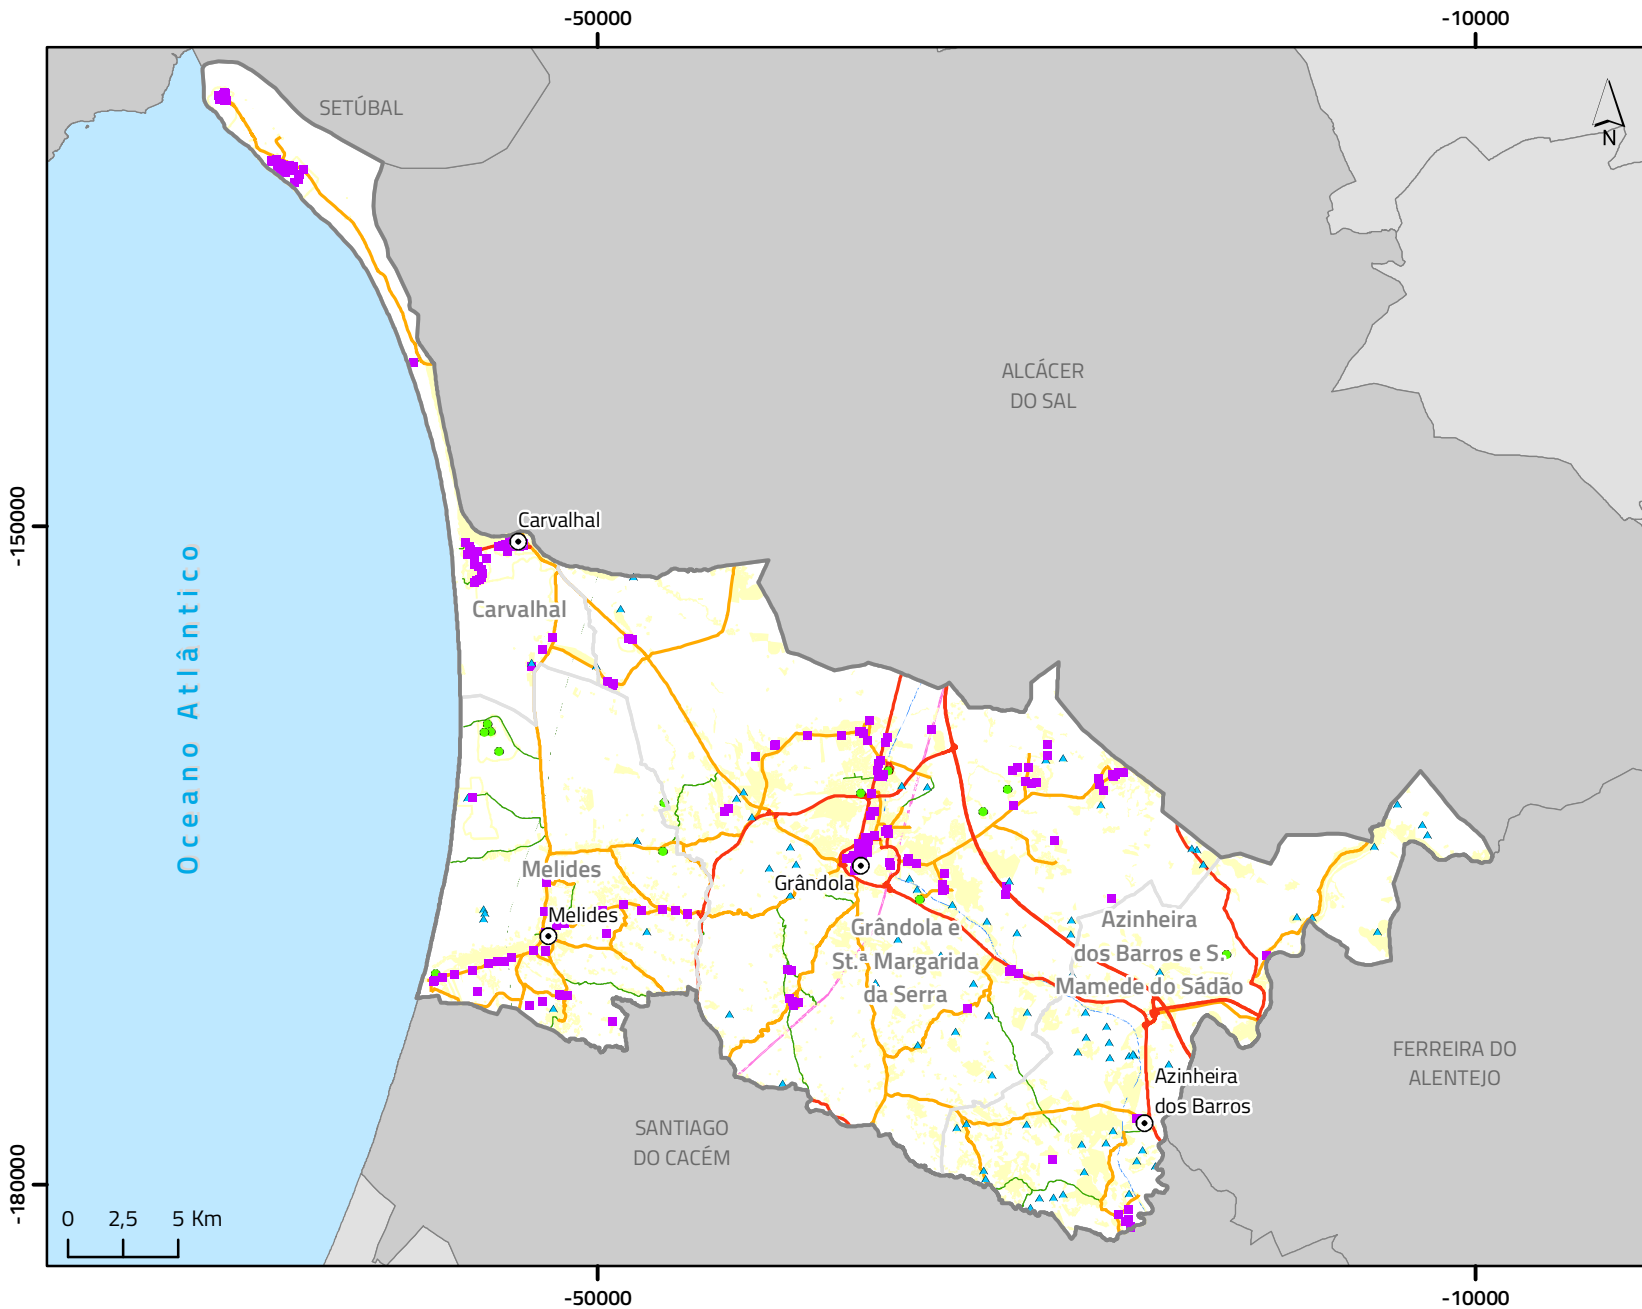 -50000
-10000
SETÚBAL
N
ALCÁCER
DO SAL
-150000
Carvalhal
Oceano Atlântico
Carvalhal
Melides
Grândola
Melides
Grândola e
St.ª Margarida
da Serra
Azinheira
dos Barros e S.
Mamede do Sádão
FERREIRA DO
ALENTEJO
Azinheira
dos Barros
SANTIAGO
DO CACÉM
-180000
0 2,5 5 Km
-50000
-10000